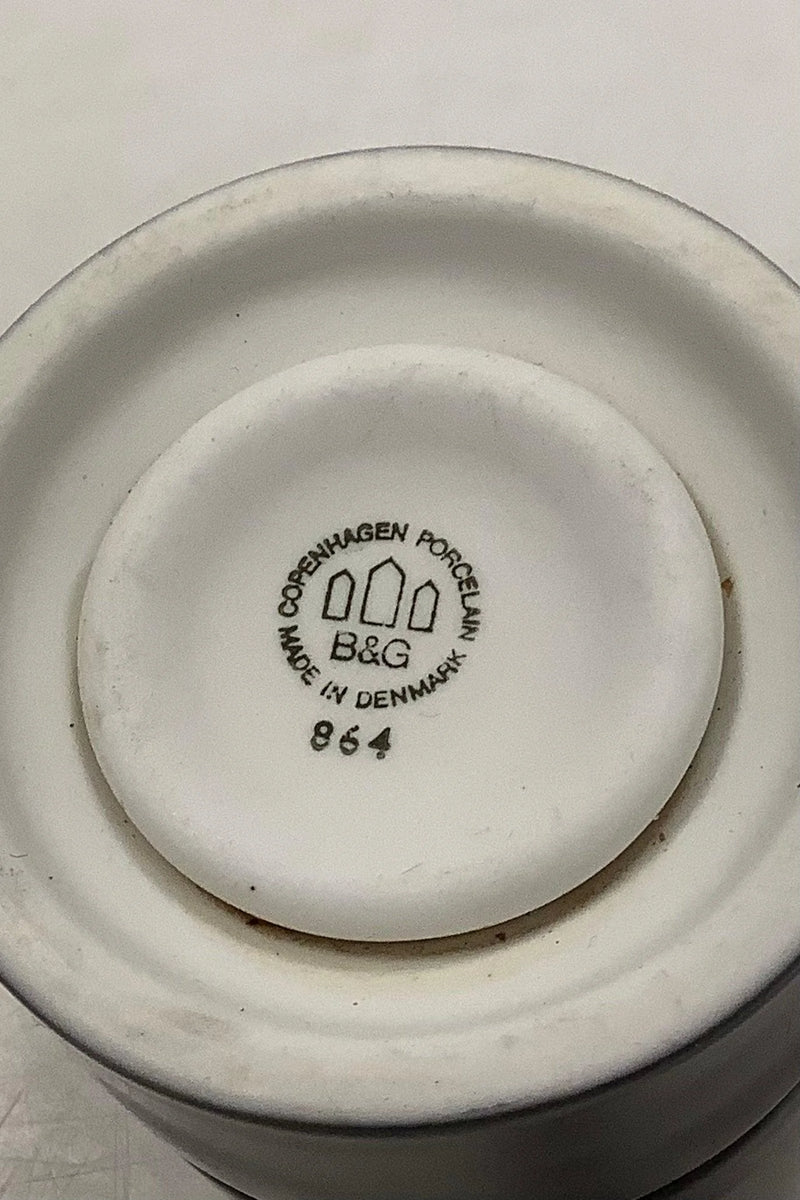 COPENHAGEN PORCELAIN
B&G
MADE IN DENMARK
864